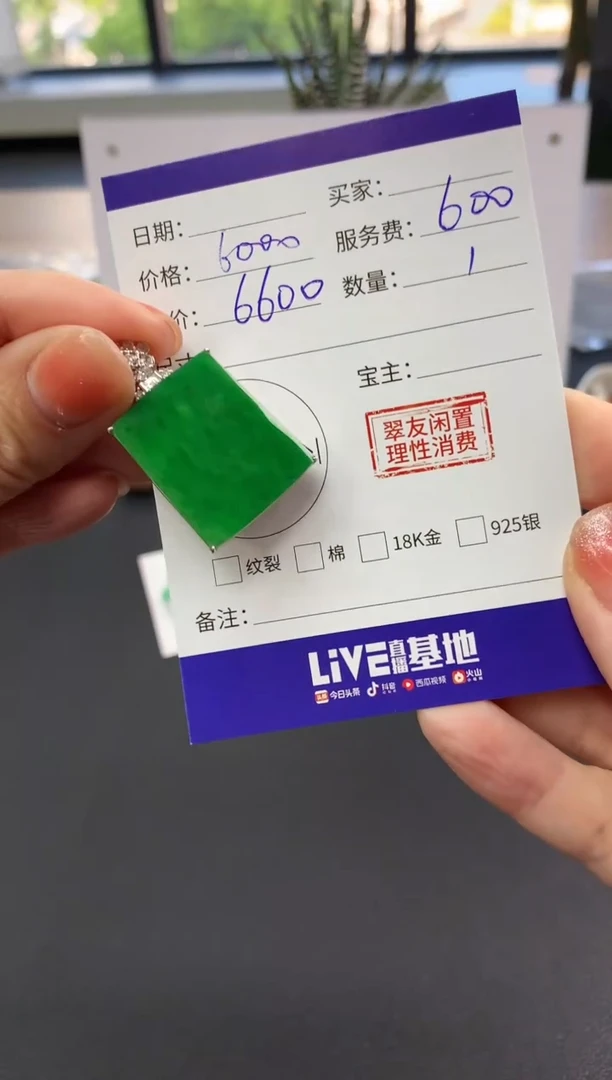 日期： 买家：
价格：6000 服务费：600
价：6600 数量：1
宝主：
翠友闲置
理性消费
纹裂 棉 18K金 925银
备注：
LiVE直播基地
头条 今日头条 抖音 西瓜视频 火山